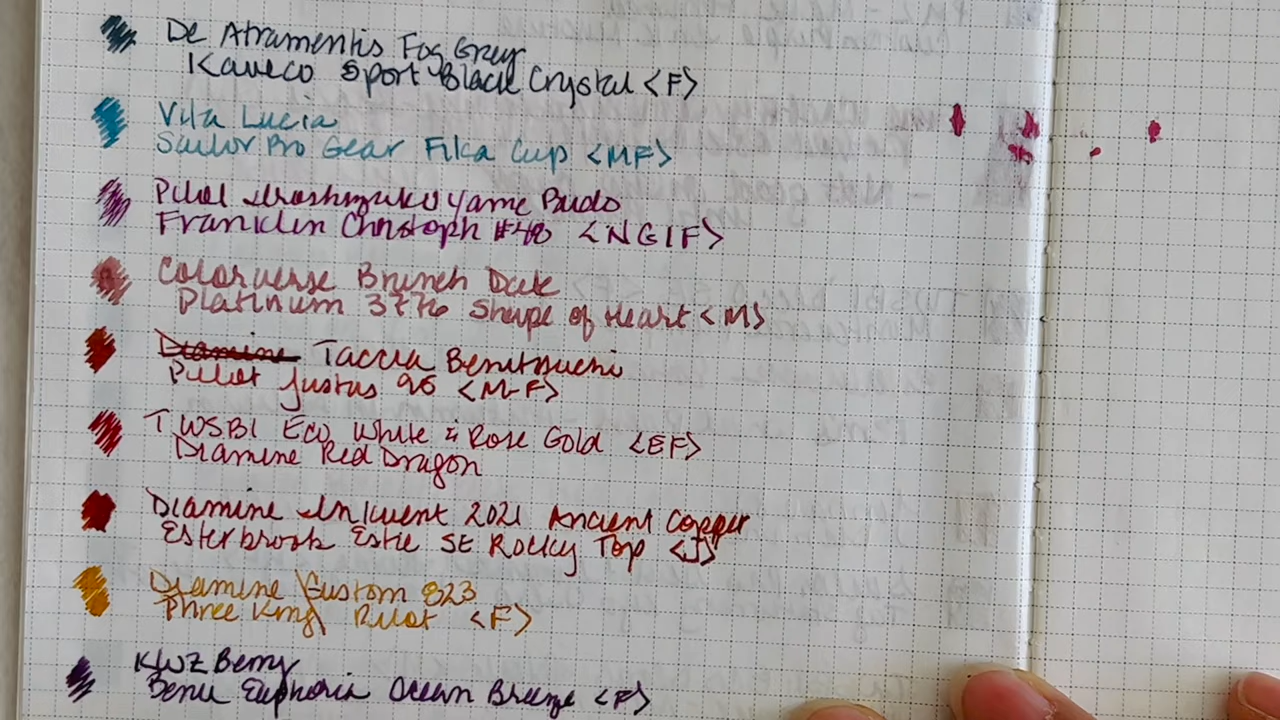 De Atramentis Fog Grey
Kaweco Sport Black Crystal <F>
Vita Lucia
Sailor Pro Gear Fika Cup <MF>
Pilot Iroshizuku Yama Budo
Franklin Christoph #48 <NGIF>
Colorverse Brunch Date
Platinum 3776 Shape of Heart <M>
Diamine Taccia Benitsuchi
Pilot Justus 95 <M-F>
TWSBI Eco White & Rose Gold <EF>
Diamine Red Dragon
Diamine Inkvent 2021 Ancient Copper
Esterbrook Estie SE Rocky Top <J>
Diamine Custom 823
Three King Pilot <F>
KWZ Berry
Benu Euphoria Ocean Breeze <F>